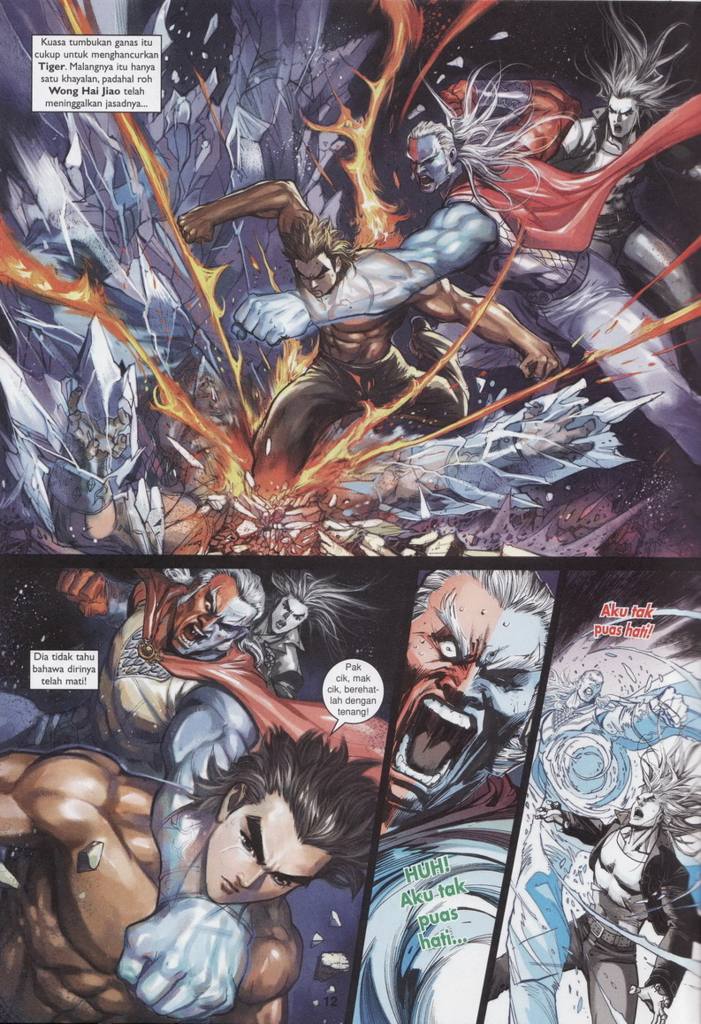 Kuasa tumbukan ganas itu
cukup untuk menghancurkan
Tiger. Malangnya itu hanya
satu khayalan, padahal roh
Wong Hai Jiao telah
meninggalkan jasadnya...
Dia tidak tahu
bahawa dirinya
telah mati!
Pak
cik, mak
cik, berehat-
lah dengan
tenang!
HUH!
Aku tak
puas
hati...
Aku tak
puas hati!
12